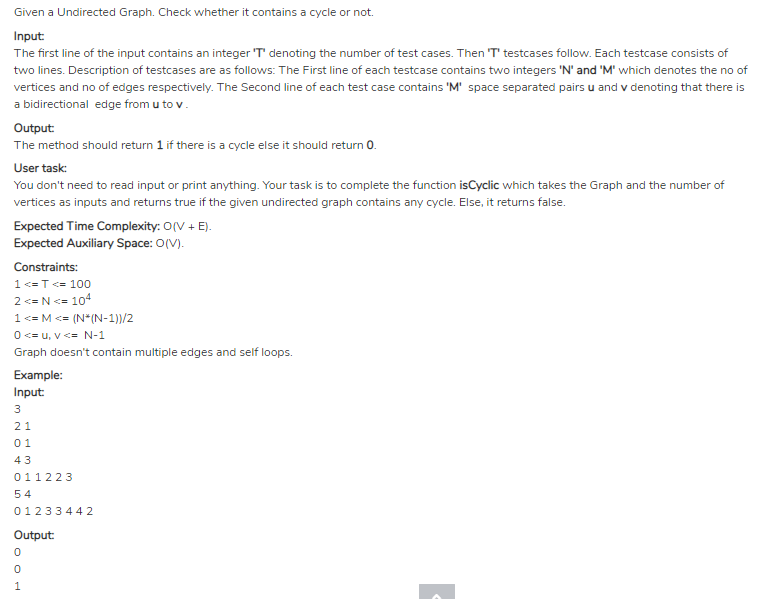 Given a Undirected Graph. Check whether it contains a cycle or not.
Input:
The first line of the input contains an integer 'T' denoting the number of test cases. Then 'T' testcases follow. Each testcase consists of
two lines. Description of testcases are as follows: The First line of each testcase contains two integers 'N' and 'M' which denotes the no of
vertices and no of edges respectively. The Second line of each test case contains 'M' space separated pairs u and v denoting that there is
a bidirectional edge from u to v .
Output:
The method should return 1 if there is a cycle else it should return 0.
User task:
You don't need to read input or print anything. Your task is to complete the function isCyclic which takes the Graph and the number of
vertices as inputs and returns true if the given undirected graph contains any cycle. Else, it returns false.
Expected Time Complexity: O(V + E).
Expected Auxiliary Space: O(V).
Constraints:
1 <= T <= 100
2 <= N <= 10⁴
1 <= M <= (N*(N-1))/2
0 <= u, v <= N-1
Graph doesn't contain multiple edges and self loops.
Example:
Input:
3
2 1
0 1
4 3
0 1 1 2 2 3
5 4
0 1 2 3 3 4 4 2
Output:
0
0
1